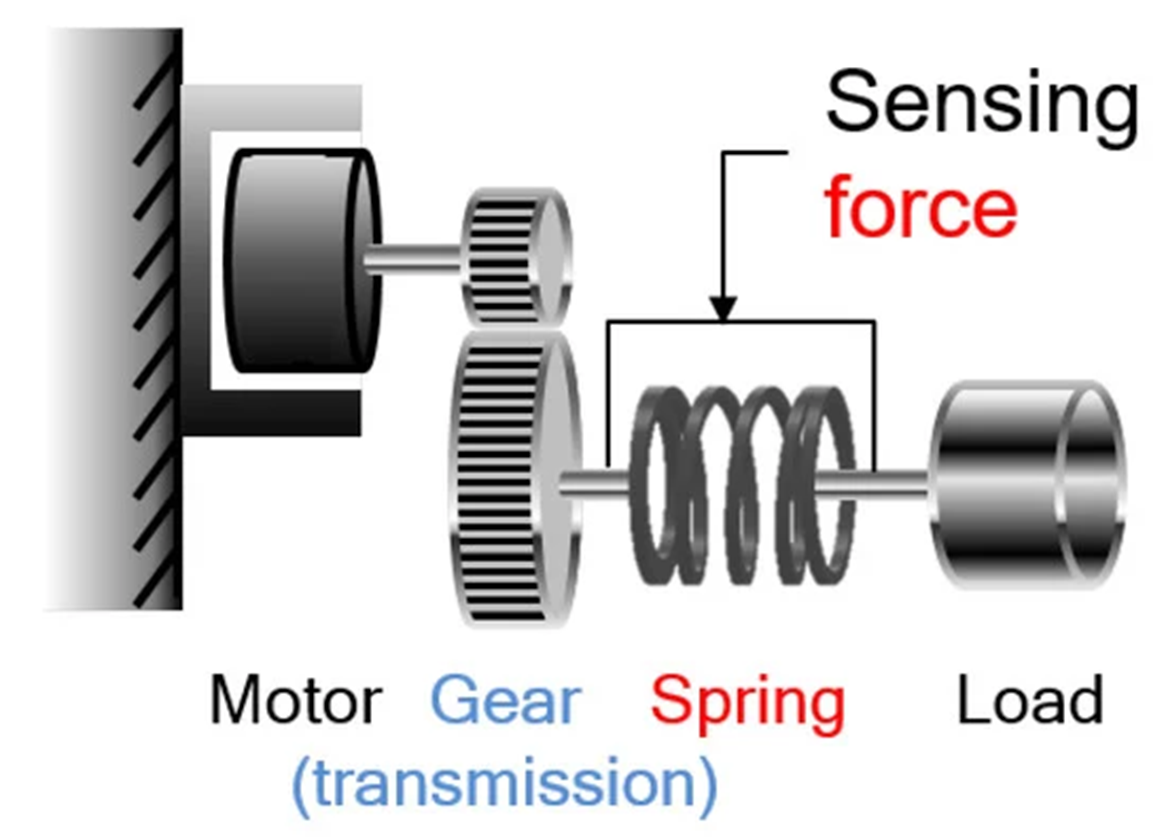 Sensing
force
Motor Gear Spring Load
(transmission)